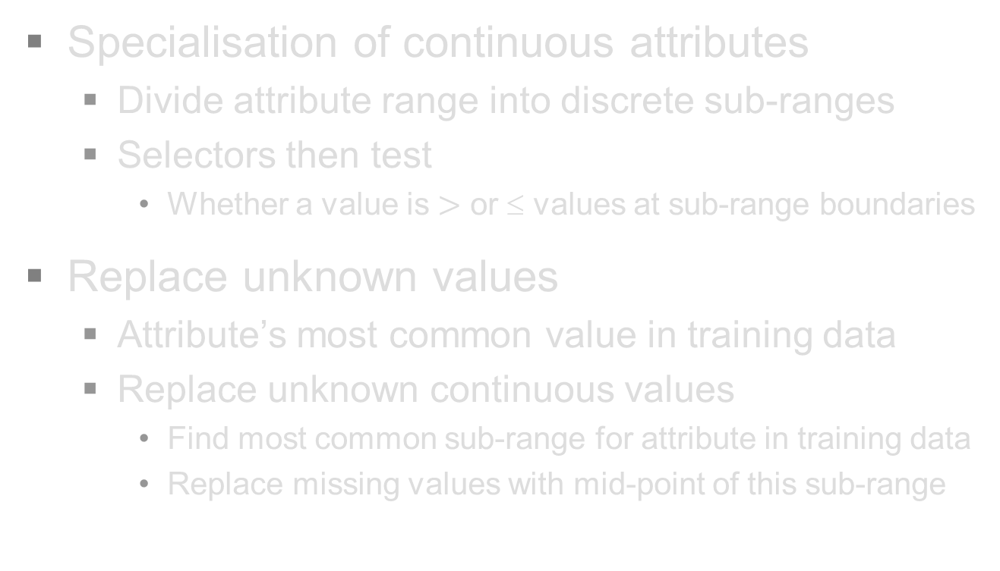 ▪ Specialisation of continuous attributes
▪ Divide attribute range into discrete sub-ranges
▪ Selectors then test
• Whether a value is > or ≤ values at sub-range boundaries
▪ Replace unknown values
▪ Attribute’s most common value in training data
▪ Replace unknown continuous values
• Find most common sub-range for attribute in training data
• Replace missing values with mid-point of this sub-range